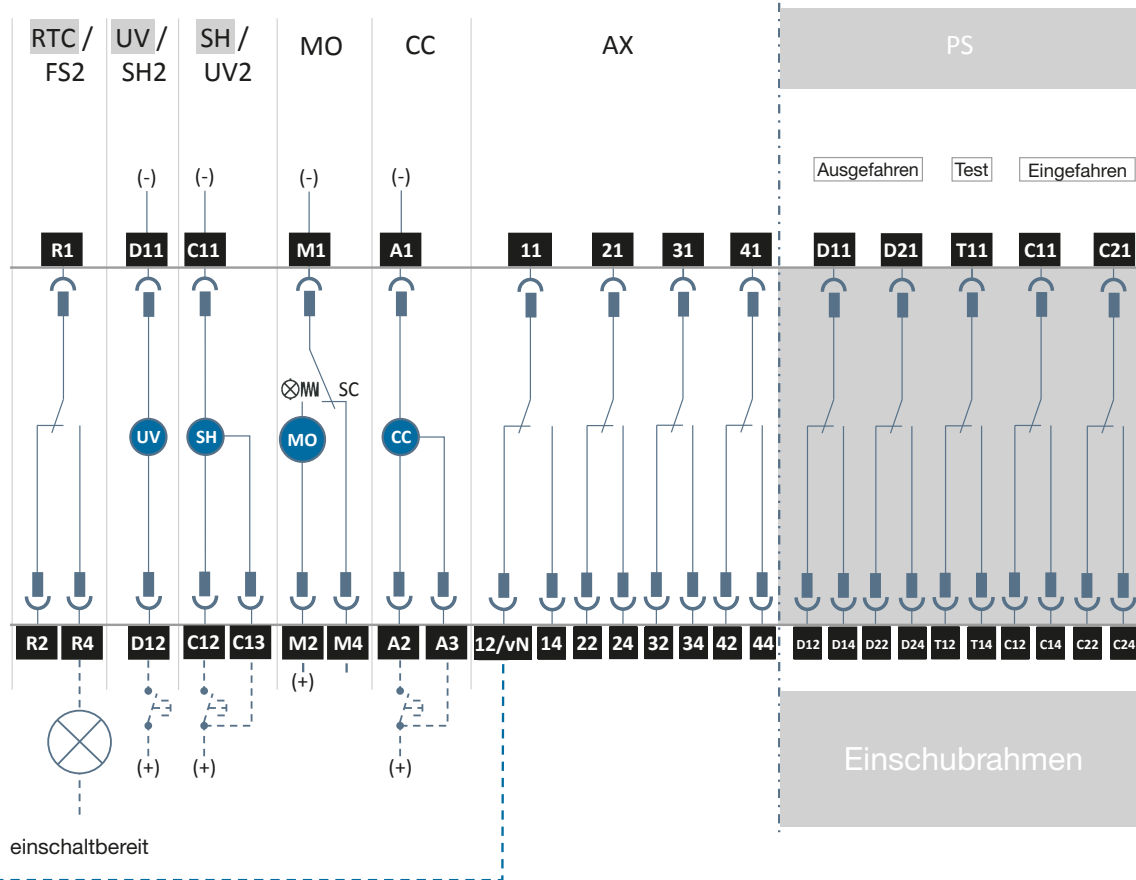 RTC / UV / SH / MO CC AX PS
FS2 SH2 UV2
Ausgefahren Test Eingefahren
(-) (-) (-) (-)
R1 D11 C11 M1 A1 11 21 31 41 D11 D21 T11 C11 C21
SC
UV SH MO CC
R2 R4 D12 C12 C13 M2 M4 A2 A3 12/vN 14 22 24 32 34 42 44 D12 D14 D22 D24 T12 T14 C12 C14 C22 C24
(+)
Einschubrahmen
(+) (+) (+)
einschaltbereit